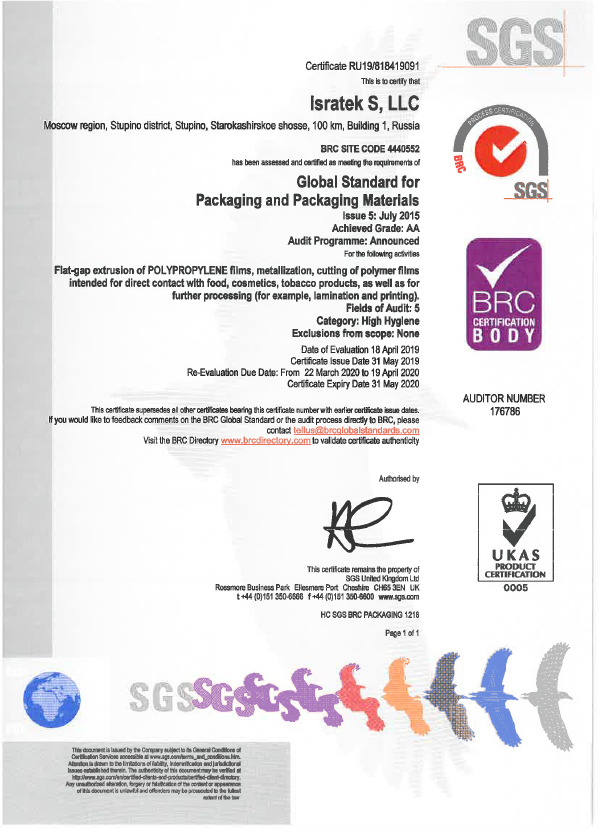 SGS
Certificate RU19/818419091
This is to certify that
Isratek S, LLC
Moscow region, Stupino district, Stupino, Starokashirskoe shosse, 100 km, Building 1, Russia
BRC SITE CODE 4440552
has been assessed and certified as meeting the requirements of
Global Standard for
Packaging and Packaging Materials
Issue 5: July 2015
Achieved Grade: AA
Audit Programme: Announced
For the following activities
Flat-gap extrusion of POLYPROPYLENE films, metallization, cutting of polymer films
intended for direct contact with food, cosmetics, tobacco products, as well as for
further processing (for example, lamination and printing).
Fields of Audit: 5
Category: High Hygiene
Exclusions from scope: None
Date of Evaluation 18 April 2019
Certificate Issue Date 31 May 2019
Re-Evaluation Due Date: From 22 March 2020 to 19 April 2020
Certificate Expiry Date 31 May 2020
This certificate supersedes all other certificates bearing this certificate number with earlier certificate issue dates.
If you would like to feedback comments on the BRC Global Standard or the audit process directly to BRC, please
contact tellus@brcglobalstandards.com
Visit the BRC Directory www.brcdirectory.com to validate certificate authenticity
Authorised by
This certificate remains the property of
SGS United Kingdom Ltd
Rossmore Business Park Ellesmere Port Cheshire CH65 3EN UK
t +44 (0)151 350-6666 f +44 (0)151 350-6600 www.sgs.com
HC SGS BRC PACKAGING 1218
Page 1 of 1
PROCESS CERTIFICATION
BRC
SGS
BRC
CERTIFICATION
BODY
AUDITOR NUMBER
176786
UKAS
PRODUCT
CERTIFICATION
0005
SGSSGSGSGS
This document is issued by the Company subject to its General Conditions of
Certification Services accessible at www.sgs.com/terms_and_conditions.htm.
Attention is drawn to the limitations of liability, indemnification and jurisdictional
issues established therein. The authenticity of this document may be verified at
http://www.sgs.com/en/certified-clients-and-products/certified-client-directory.
Any unauthorized alteration, forgery or falsification of the content or appearance
of this document is unlawful and offenders may be prosecuted to the fullest
extent of the law